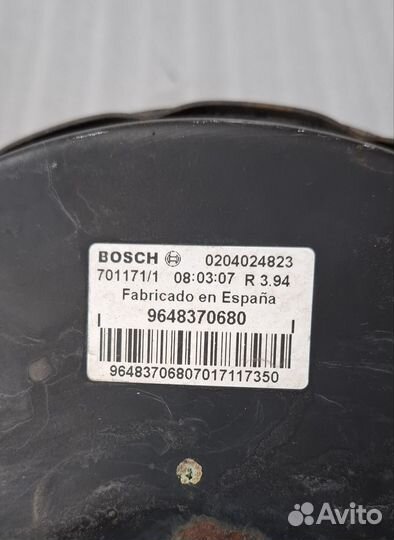 BOSCH 0204024823
701171/1 08:03:07 R 3.94
Fabricado en España
9648370680
96483706807017117350
Avito